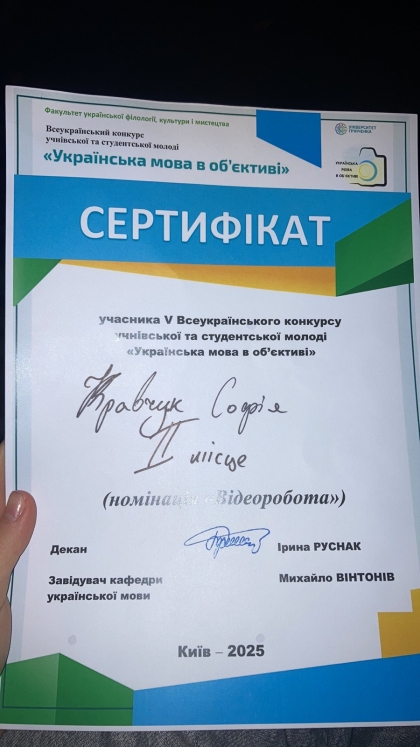 Факультет української філології, культури і мистецтва
УНІВЕРСИТЕТ
ГРІНЧЕНКА
Всеукраїнський конкурс
учнівської та студентської молоді
«Українська мова в об’єктиві»
УКРАЇНСЬКА
МОВА
В ОБ’ЄКТИВІ
СЕРТИФІКАТ
учасника V Всеукраїнського конкурсу
учнівської та студентської молоді
«Українська мова в об’єктиві»
Кравчук Софія
ІІ місце
(номінація «Відеоробота»)
Декан
Ірина РУСНАК
Завідувач кафедри
української мови
Михайло ВІНТОНІВ
Київ – 2025